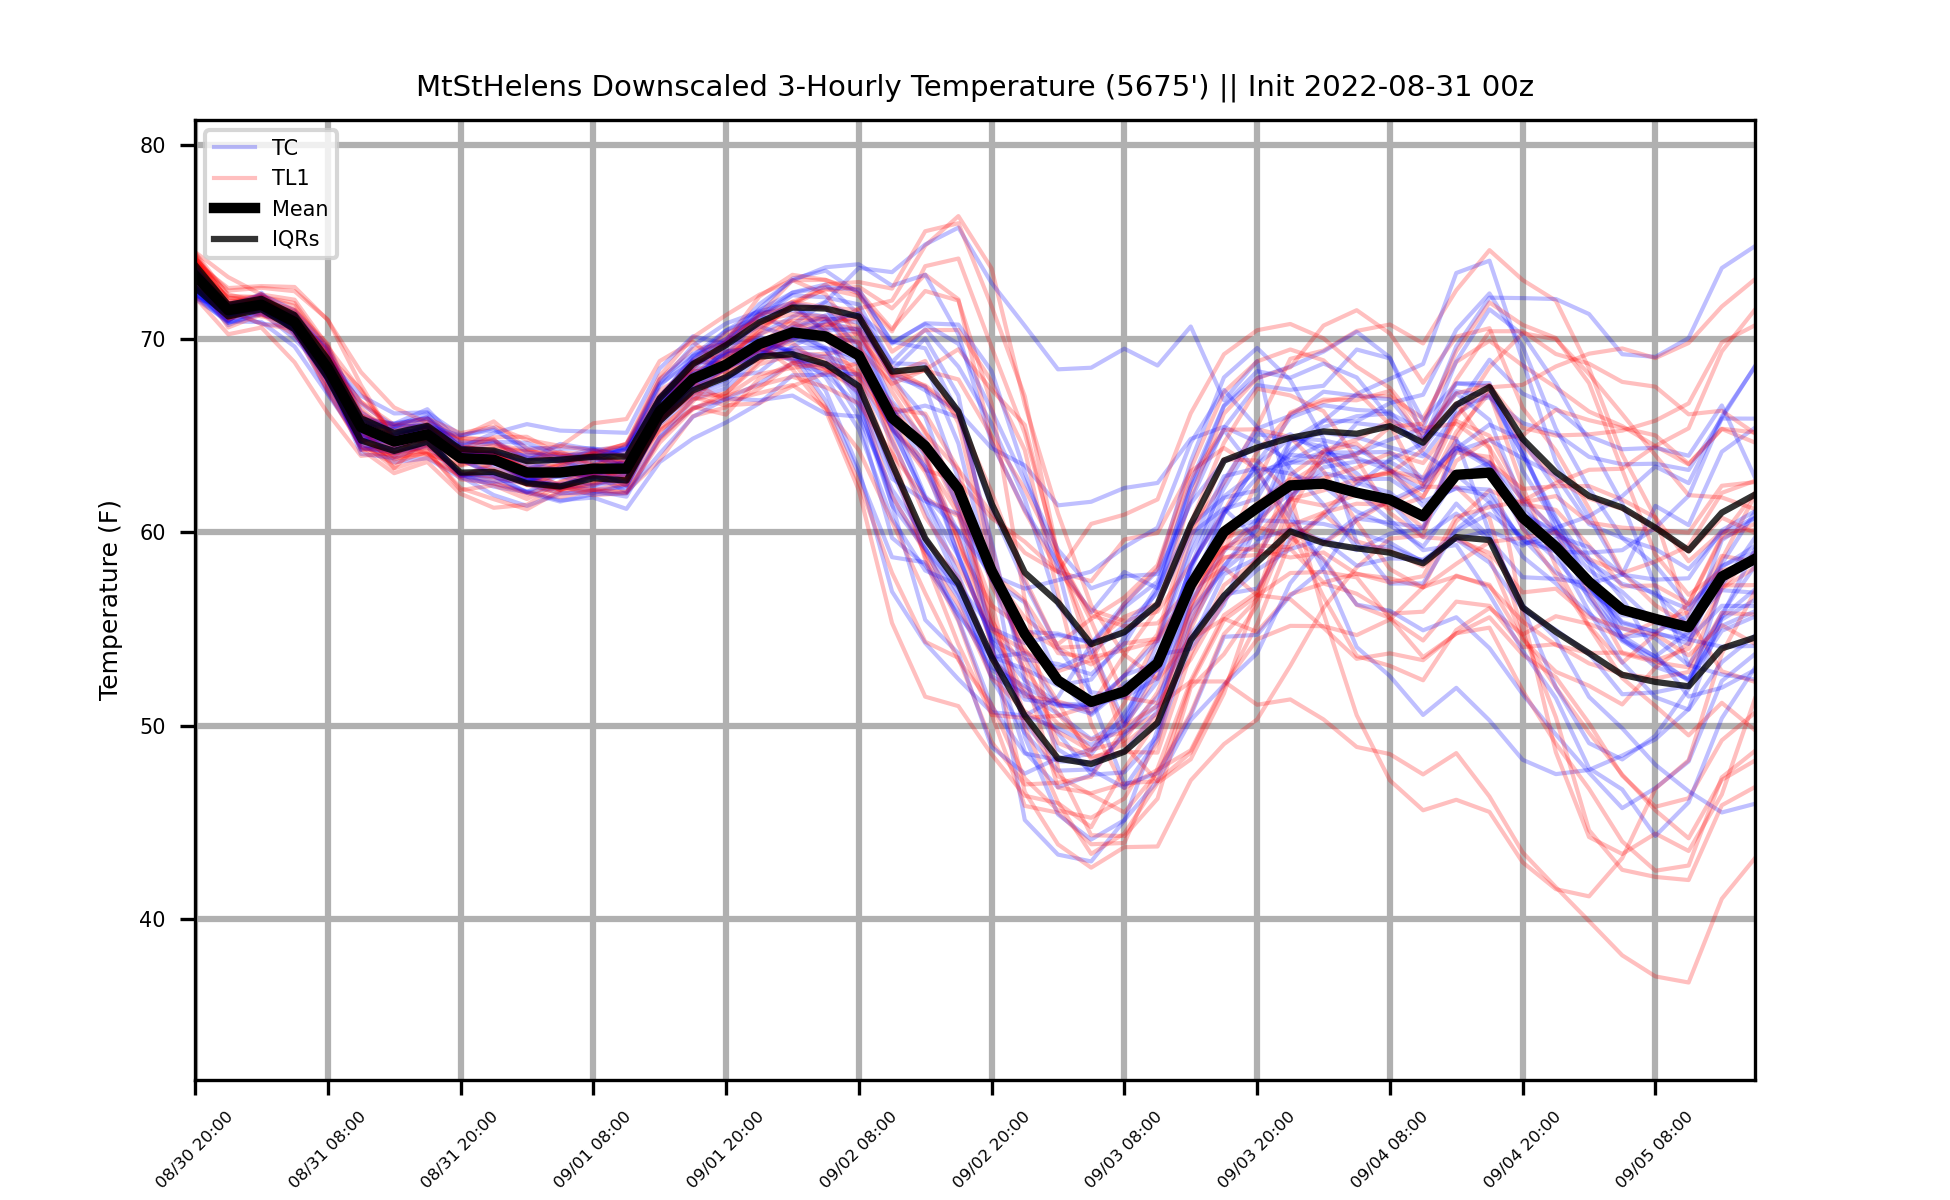 MtStHelens Downscaled 3-Hourly Temperature (5675') || Init 2022-08-31 00z
TC
TL1
Mean
IQRs
Temperature (F)
80
70
60
50
40
08/30 20:00
08/31 08:00
08/31 20:00
09/01 08:00
09/01 20:00
09/02 08:00
09/02 20:00
09/03 08:00
09/03 20:00
09/04 08:00
09/04 20:00
09/05 08:00